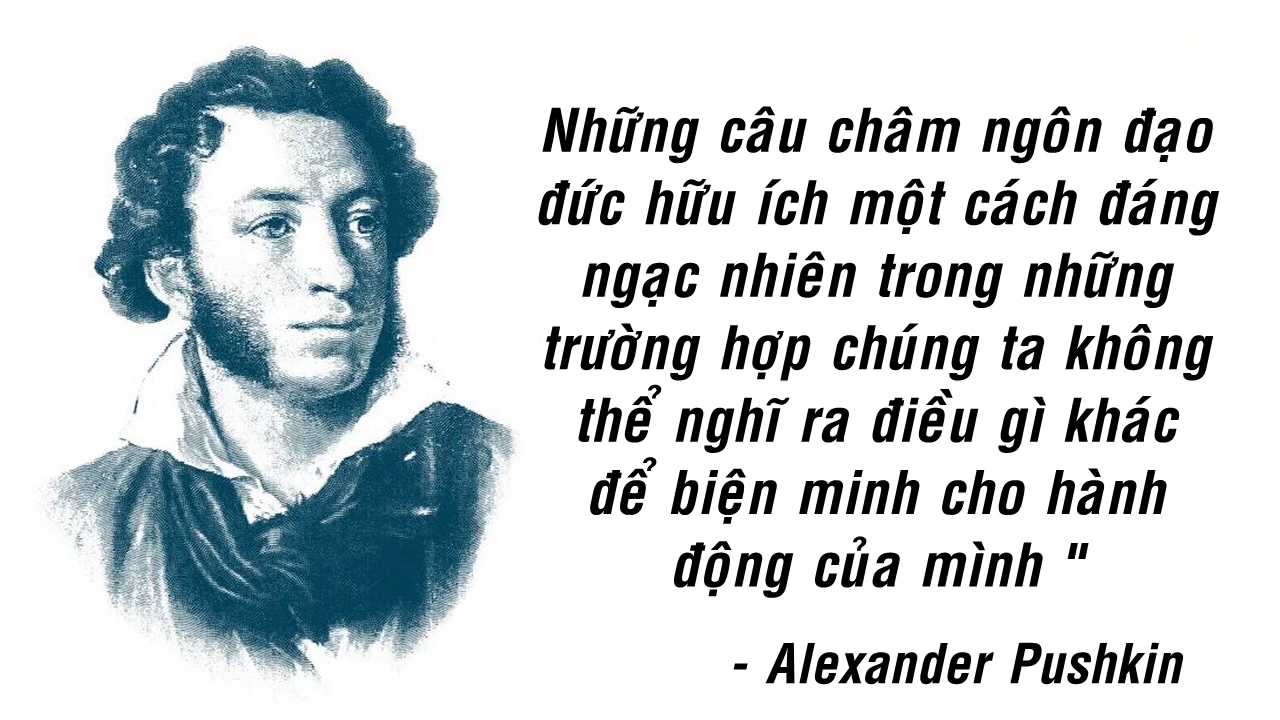 Những câu châm ngôn đạo
đức hữu ích một cách đáng
ngạc nhiên trong những
trường hợp chúng ta không
thể nghĩ ra điều gì khác
để biện minh cho hành
động của mình "
- Alexander Pushkin